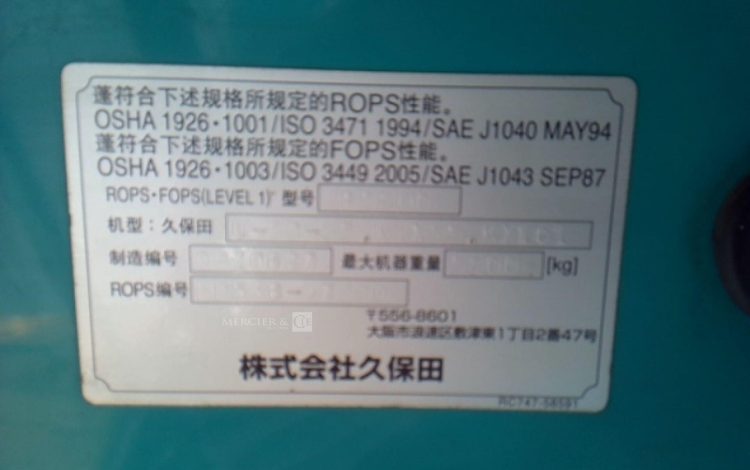 蓬符合下述规格所规定的ROPS性能。
OSHA 1926・1001/ISO 3471 1994/SAE J1040 MAY94
蓬符合下述规格所规定的FOPS性能。
OSHA 1926・1003/ISO 3449 2005/SAE J1043 SEP87
ROPS・FOPS(LEVEL 1) 型号
机型：久保田
制造编号 最大机器重量 [kg]
ROPS编号
MERCIER & CIE
〒556-8601
大阪市浪速区敷津東1丁目2番47号
株式会社久保田
RC747-56591